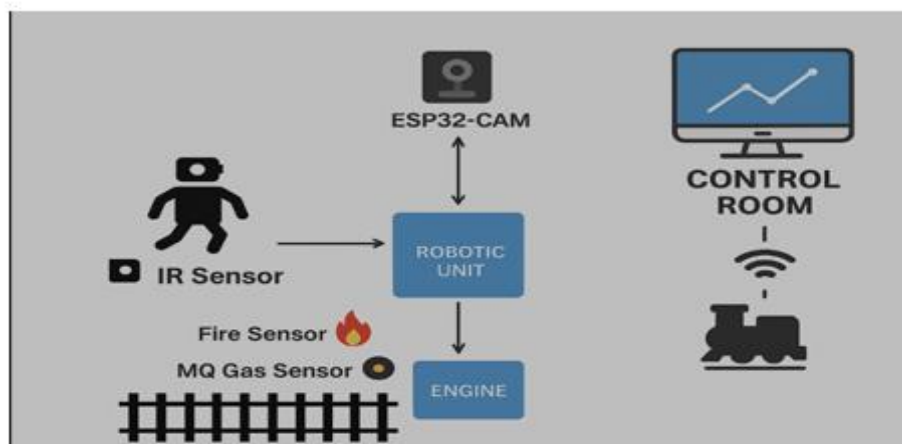 ESP32-CAM
CONTROL
ROOM
ROBOTIC
UNIT
IR Sensor
Fire Sensor
MQ Gas Sensor
ENGINE